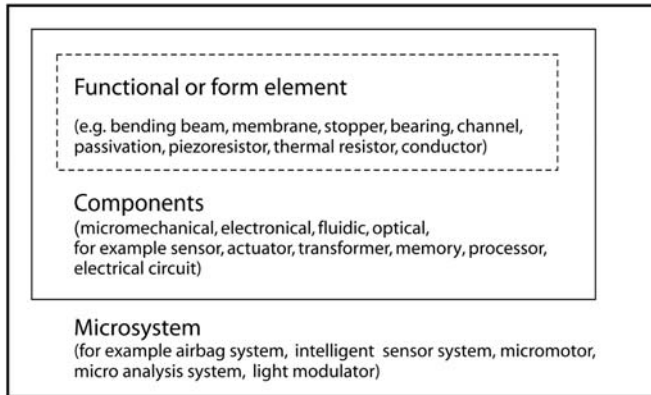 Functional or form element
(e.g. bending beam, membrane, stopper, bearing, channel,
passivation, piezoresistor, thermal resistor, conductor)
Components
(micromechanical, electronical, fluidic, optical,
for example sensor, actuator, transformer, memory, processor,
electrical circuit)
Microsystem
(for example airbag system, intelligent sensor system, micromotor,
micro analysis system, light modulator)